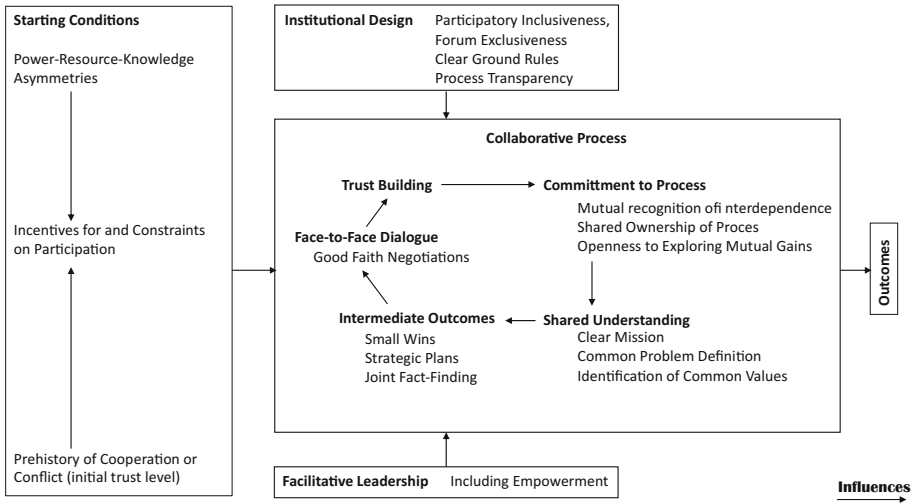 Starting Conditions
Power-Resource-Knowledge
Asymmetries
Incentives for and Constraints
on Participation
Prehistory of Cooperation or
Conflict (initial trust level)
Institutional Design Participatory Inclusiveness,
Forum Exclusiveness
Clear Ground Rules
Process Transparency
Collaborative Process
Trust Building
Committment to Process
Mutual recognition ofi nterdependence
Shared Ownership of Proces
Openness to Exploring Mutual Gains
Face-to-Face Dialogue
Good Faith Negotiations
Intermediate Outcomes
Small Wins
Strategic Plans
Joint Fact-Finding
Shared Understanding
Clear Mission
Common Problem Definition
Identification of Common Values
Facilitative Leadership Including Empowerment
Outcomes
Influences